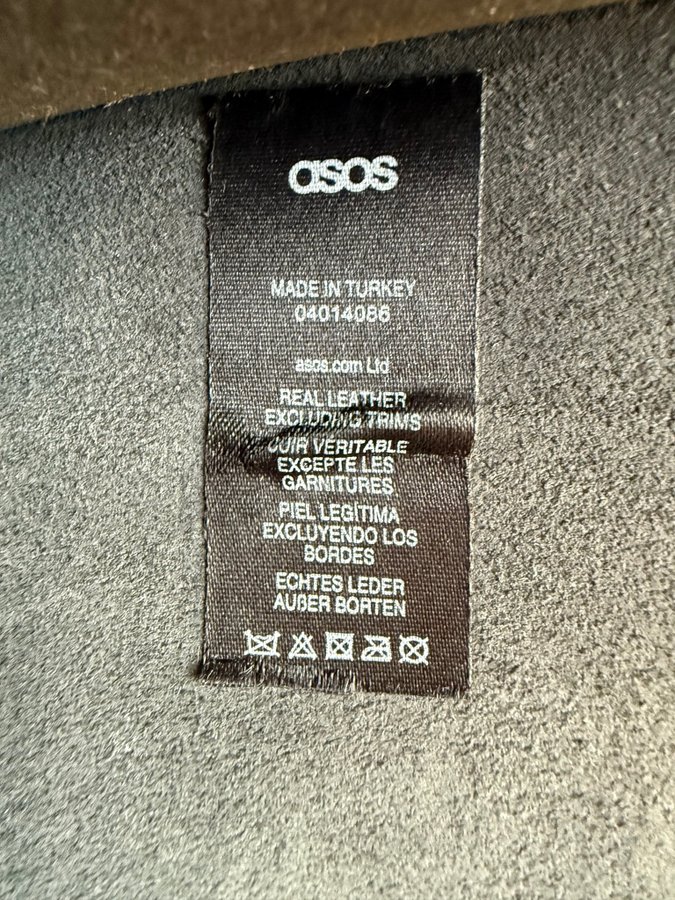 asos
MADE IN TURKEY
04014086
asos.com Ltd
REAL LEATHER
EXCLUDING TRIMS
CUIR VERITABLE
EXCEPTE LES
GARNITURES
PIEL LEGÍTIMA
EXCLUYENDO LOS
BORDES
ECHTES LEDER
AUßER BORTEN